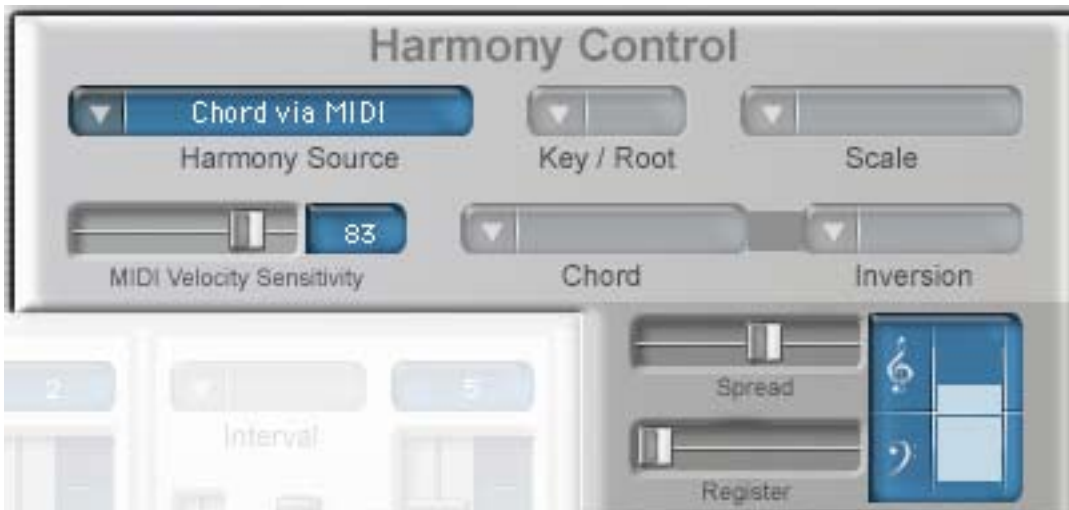 Harmony Control
Chord via MIDI
Harmony Source
Key / Root
Scale
83
MIDI Velocity Sensitivity
Chord
Inversion
Spread
Register
2
5
Interval